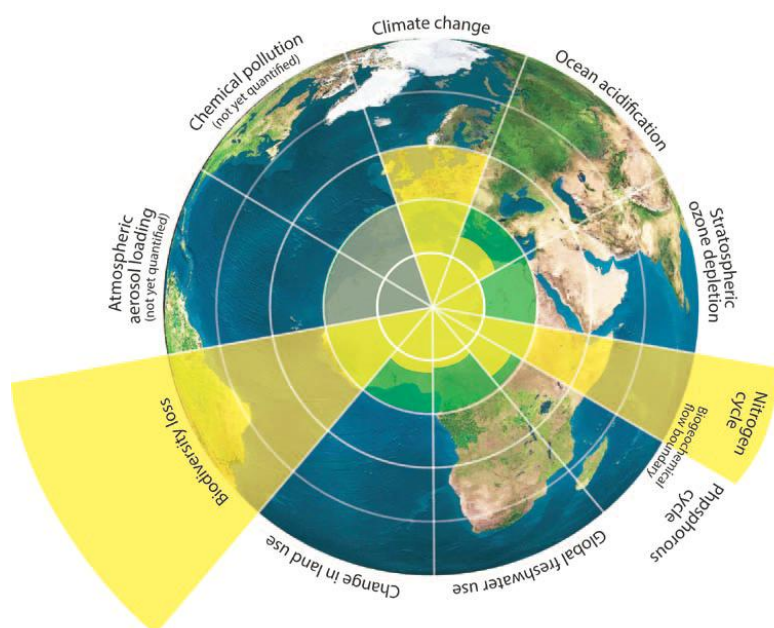 Climate change
Ocean acidification
Stratospheric
ozone depletion
Nitrogen
cycle
Biogeochemical
flow boundary
Phpsphorous
cycle
Global freshwater use
Change in land use
Biodiversity loss
Atmospheric
aerosol loading
(not yet quantified)
Chemical pollution
(not yet quantified)